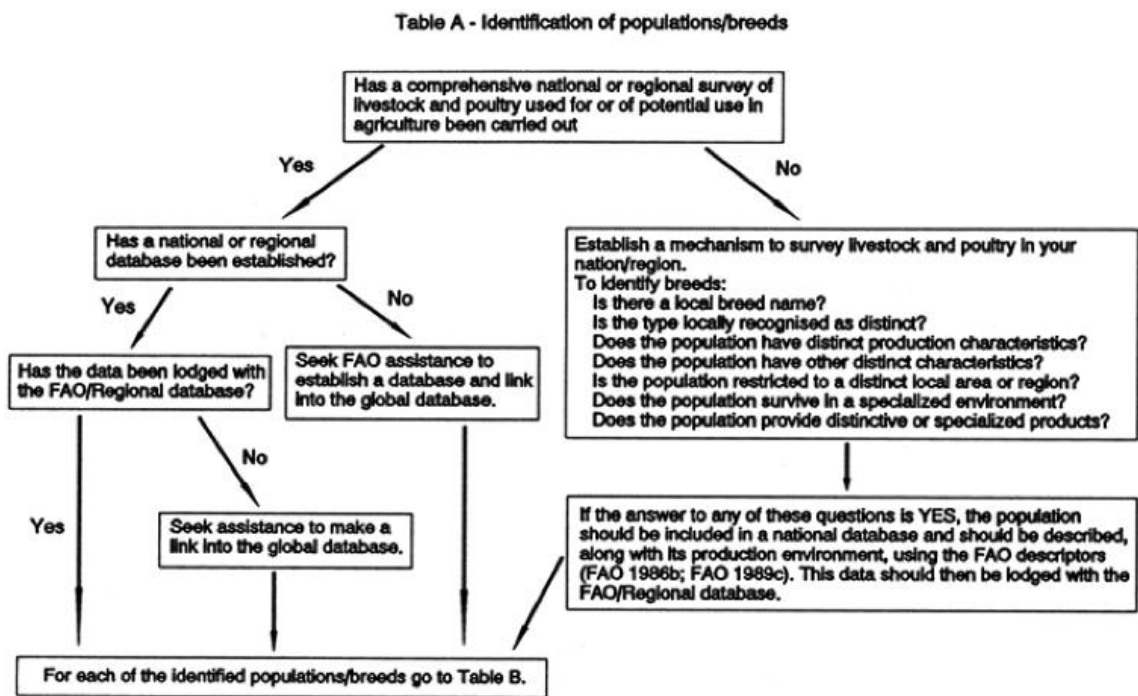 Table A - Identification of populations/breeds
Has a comprehensive national or regional survey of
livestock and poultry used for or of potential use in
agriculture been carried out
Yes
No
Has a national or regional
database been established?
Establish a mechanism to survey livestock and poultry in your
nation/region.
To identify breeds:
Is there a local breed name?
Is the type locally recognised as distinct?
Does the population have distinct production characteristics?
Does the population have other distinct characteristics?
Is the population restricted to a distinct local area or region?
Does the population survive in a specialized environment?
Does the population provide distinctive or specialized products?
Yes
No
Has the data been lodged with
the FAO/Regional database?
Seek FAO assistance to
establish a database and link
into the global database.
No
Yes
Seek assistance to make a
link into the global database.
If the answer to any of these questions is YES, the population
should be included in a national database and should be described,
along with its production environment, using the FAO descriptors
(FAO 1986b; FAO 1989c). This data should then be lodged with the
FAO/Regional database.
For each of the identified populations/breeds go to Table B.